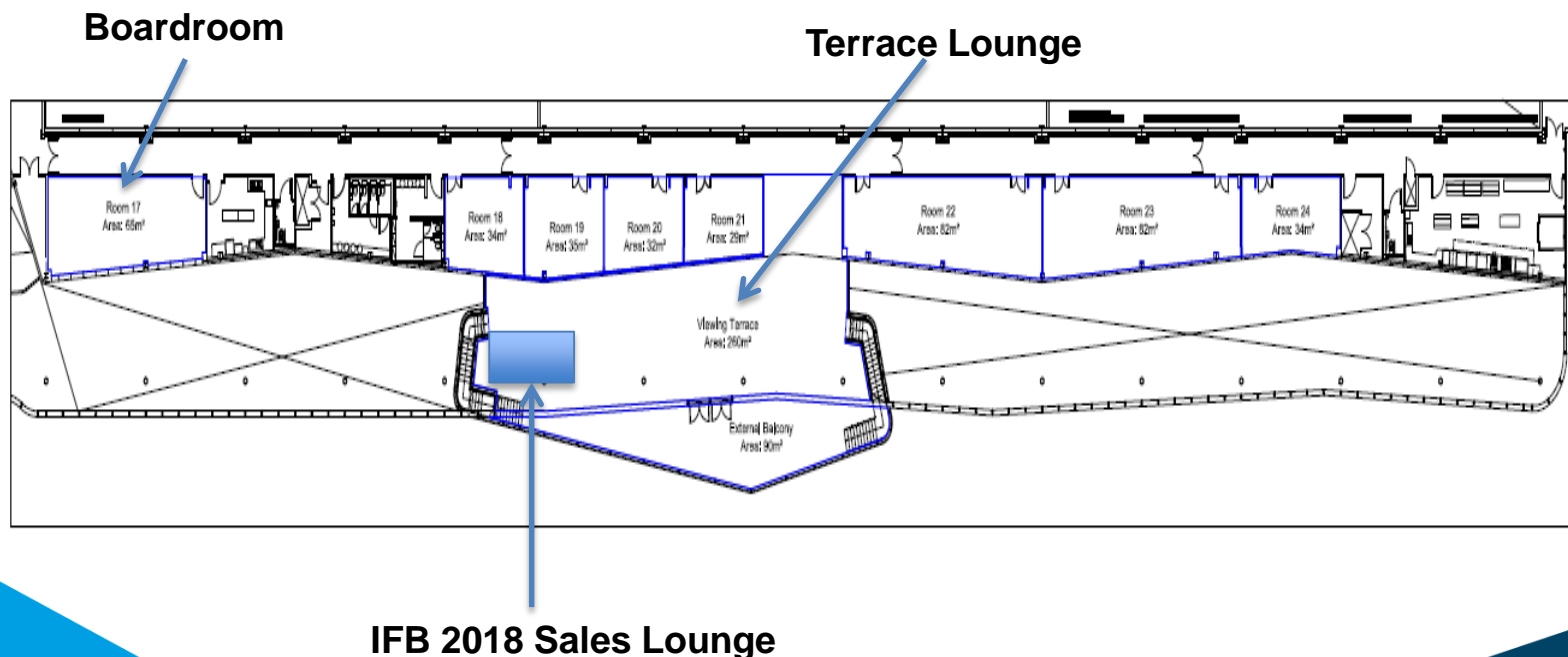 Boardroom
Terrace Lounge
Room 17
Area: 65m²
Room 18
Area: 34m²
Room 19
Area: 35m²
Room 20
Area: 32m²
Room 21
Area: 29m²
Room 22
Area: 82m²
Room 23
Area: 82m²
Room 24
Area: 34m²
Viewing Terrace
Area: 260m²
External Balcony
Area: 90m²
IFB 2018 Sales Lounge